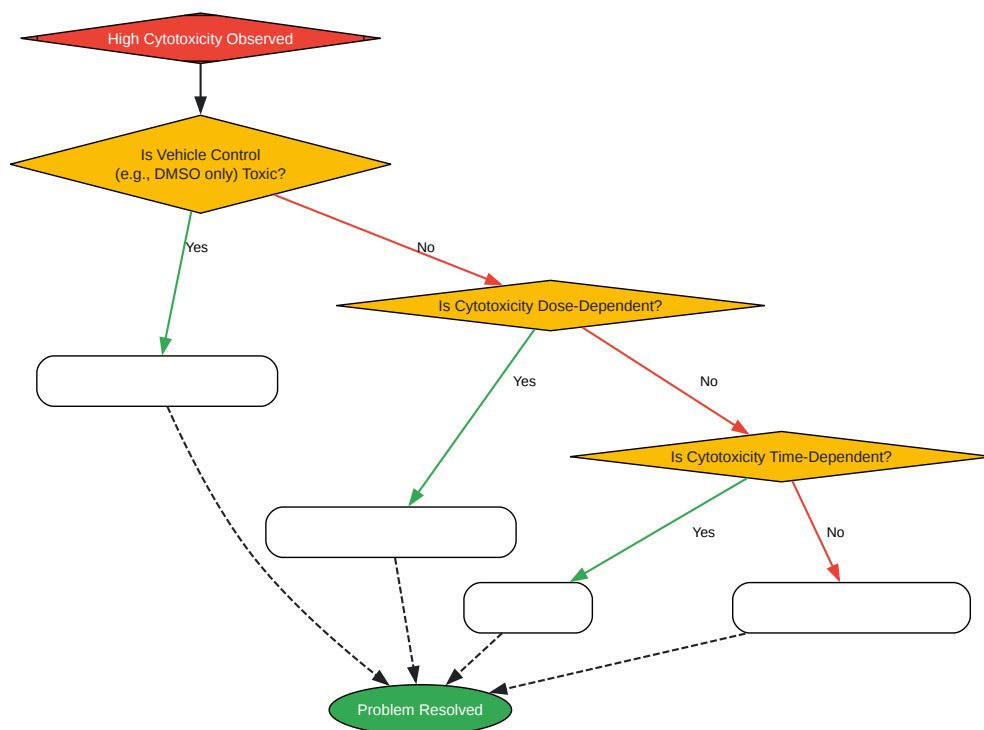 High Cytotoxicity Observed
Is Vehicle Control
(e.g., DMSO only) Toxic?
Yes
No
Is Cytotoxicity Dose-Dependent?
Yes
No
Is Cytotoxicity Time-Dependent?
Yes
No
Problem Resolved